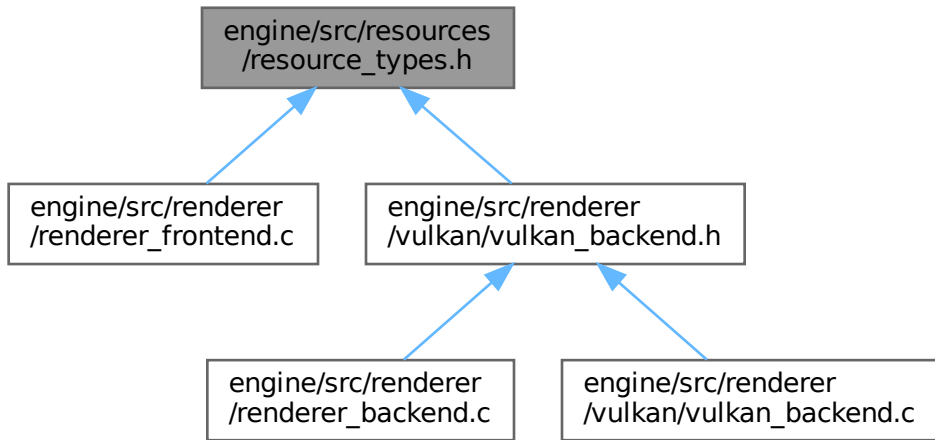 engine/src/resources
/resource_types.h
engine/src/renderer
/renderer_frontend.c
engine/src/renderer
/vulkan/vulkan_backend.h
engine/src/renderer
/renderer_backend.c
engine/src/renderer
/vulkan/vulkan_backend.c